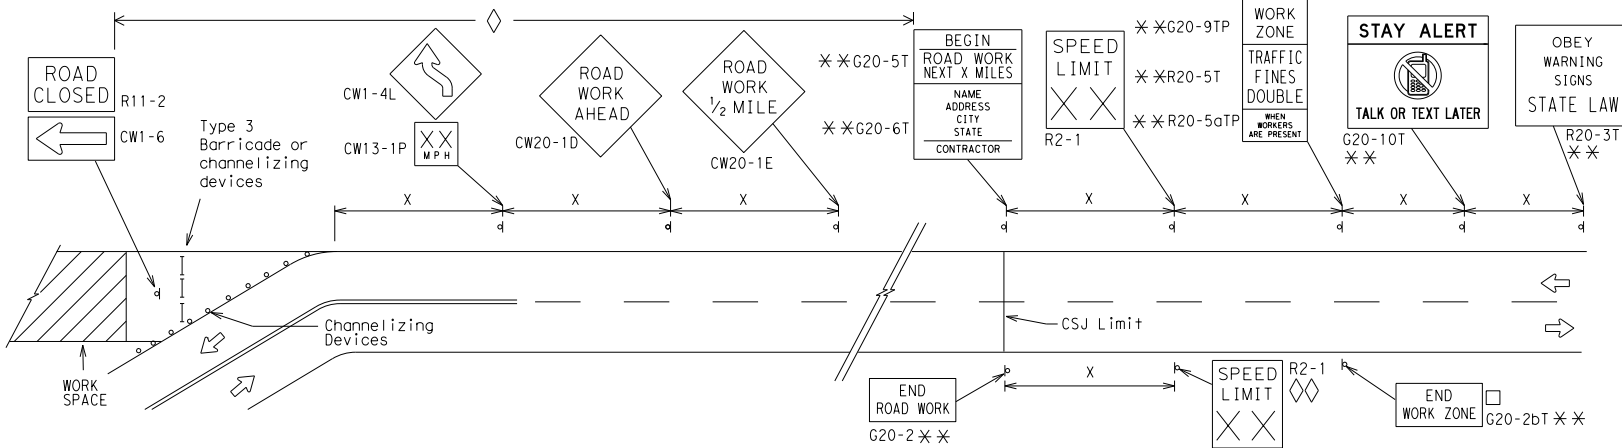 ROAD
CLOSED
R11-2
CW1-6
Type 3
Barricade or
channelizing
devices
CW1-4L
XX
MPH
CW13-1P
ROAD
WORK
AHEAD
CW20-1D
ROAD
WORK
1/2 MILE
CW20-1E
**G20-5T
**G20-6T
BEGIN
ROAD WORK
NEXT X MILES
NAME
ADDRESS
CITY
STATE
CONTRACTOR
SPEED
LIMIT
XX
R2-1
**G20-9TP
**R20-5T
**R20-5aTP
WORK
ZONE
TRAFFIC
FINES
DOUBLE
WHEN
WORKERS
ARE PRESENT
STAY ALERT
TALK OR TEXT LATER
G20-10T
**
OBEY
WARNING
SIGNS
STATE LAW
R20-3T
**
X
X
X
X
X
X
X
Channelizing
Devices
CSJ Limit
WORK
SPACE
END
ROAD WORK
G20-2 **
X
SPEED
LIMIT
XX
R2-1
END
WORK ZONE
G20-2bT **